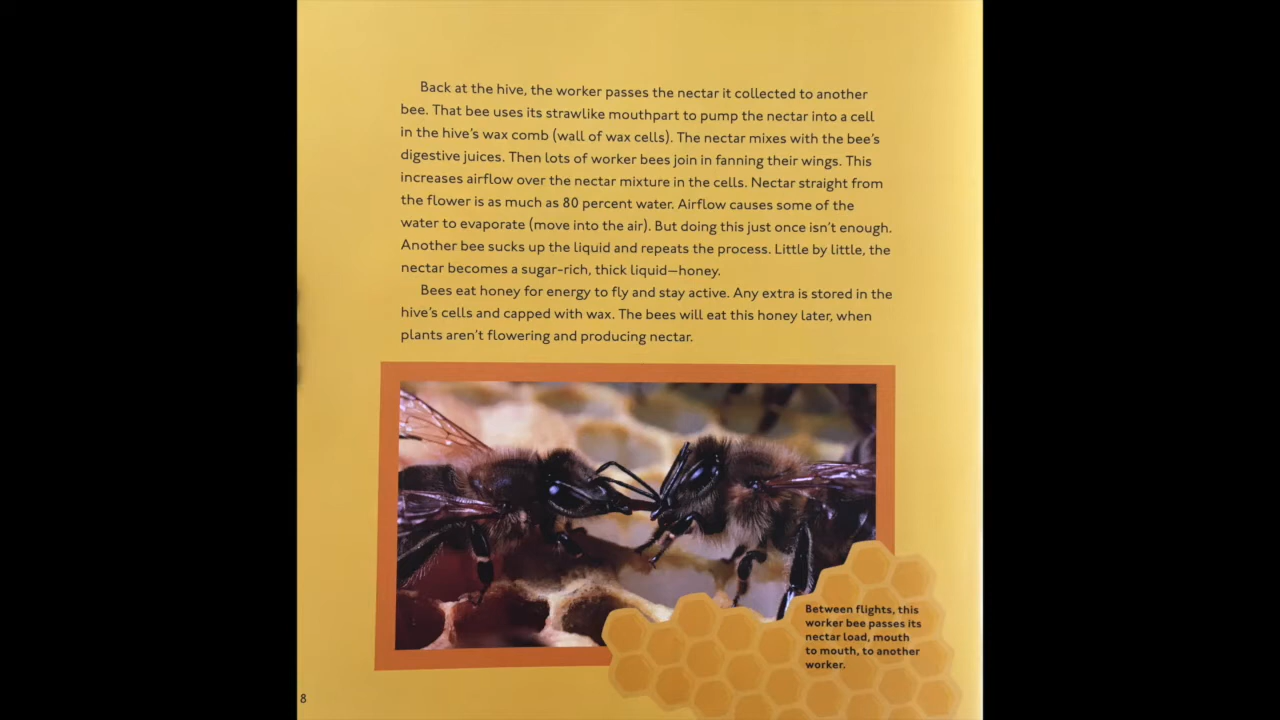 Back at the hive, the worker passes the nectar it collected to another
bee. That bee uses its strawlike mouthpart to pump the nectar into a cell
in the hive's wax comb (wall of wax cells). The nectar mixes with the bee's
digestive juices. Then lots of worker bees join in fanning their wings. This
increases airflow over the nectar mixture in the cells. Nectar straight from
the flower is as much as 80 percent water. Airflow causes some of the
water to evaporate (move into the air). But doing this just once isn't enough.
Another bee sucks up the liquid and repeats the process. Little by little, the
nectar becomes a sugar-rich, thick liquid—honey.
Bees eat honey for energy to fly and stay active. Any extra is stored in the
hive's cells and capped with wax. The bees will eat this honey later, when
plants aren't flowering and producing nectar.
Between flights, this
worker bee passes its
nectar load, mouth
to mouth, to another
worker.
8